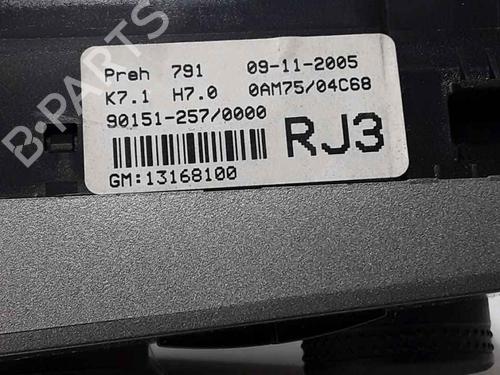 Preh 791 09-11-2005
K7.1 H7.0 0AM75/04C68
90151-257/0000
RJ3
GM:13168100
B-PARTS